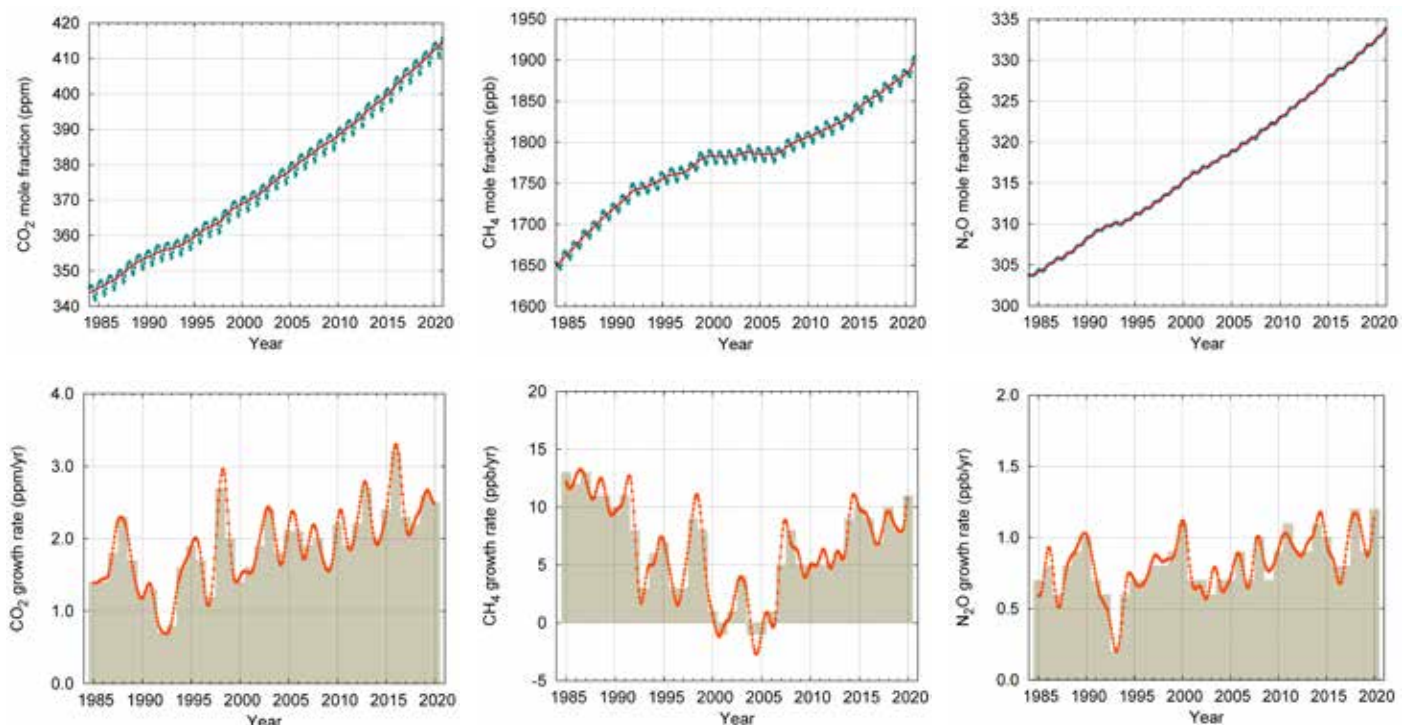 CO2 mole fraction (ppm)
420
410
400
390
380
370
360
350
340
1985 1990 1995 2000 2005 2010 2015 2020
Year
CH4 mole fraction (ppb)
1950
1900
1850
1800
1750
1700
1650
1600
1985 1990 1995 2000 2005 2010 2015 2020
Year
N2O mole fraction (ppb)
335
330
325
320
315
310
305
300
1985 1990 1995 2000 2005 2010 2015 2020
Year
CO2 growth rate (ppm/yr)
4.0
3.0
2.0
1.0
0.0
1985 1990 1995 2000 2005 2010 2015 2020
Year
CH4 growth rate (ppb/yr)
20
15
10
5
0
-5
1985 1990 1995 2000 2005 2010 2015 2020
Year
N2O growth rate (ppb/yr)
2.0
1.5
1.0
0.5
0.0
1985 1990 1995 2000 2005 2010 2015 2020
Year